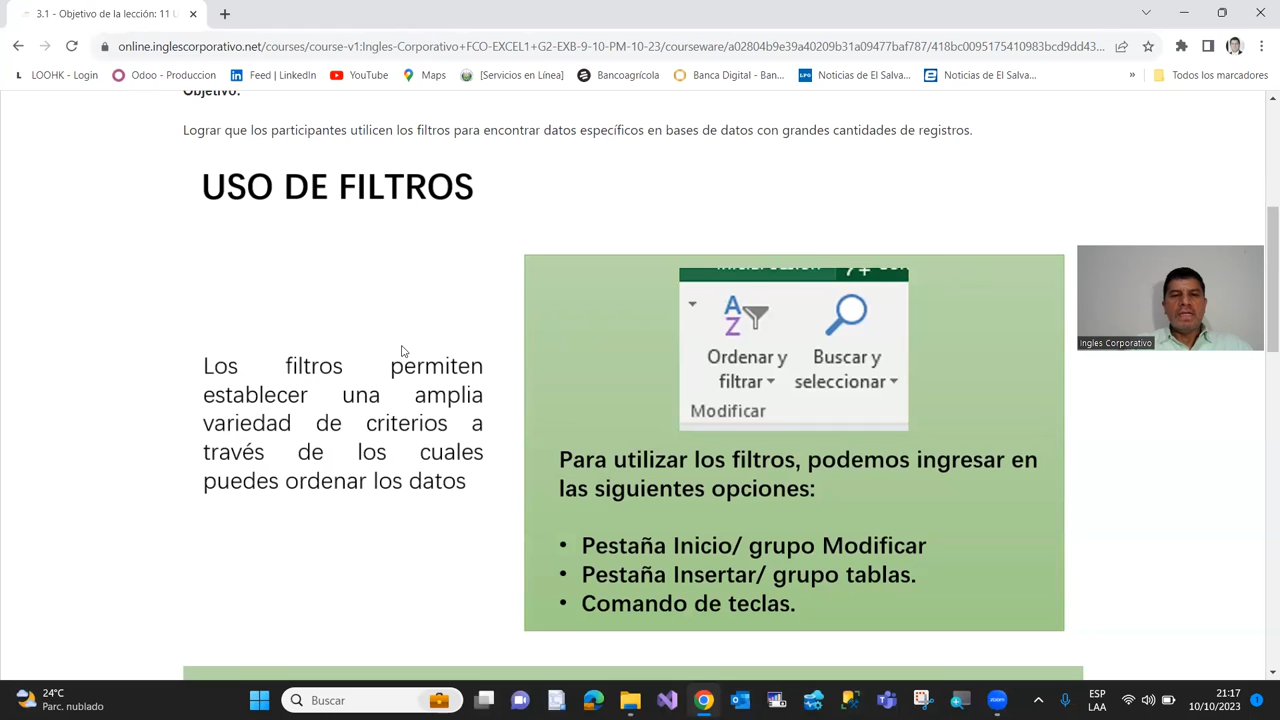 3.1 - Objetivo de la lección: 11 U
online.inglescorporativo.net/courses/course-v1:Ingles-Corporativo+FCO-EXCEL1+G2-EXB-9-10-PM-10-23/courseware/a02804b9e39a40209b31a09477baf787/418bc0095175410983bcd9dd43...
LOOHK - Login
Odoo - Produccion
Feed | LinkedIn
YouTube
Maps
[Servicios en Línea]
Bancoagrícola
Banca Digital - Ban...
LPG
Noticias de El Salva...
Noticias de El Salva...
»
Todos los marcadores
Objetivo:
Lograr que los participantes utilicen los filtros para encontrar datos específicos en bases de datos con grandes cantidades de registros.
USO DE FILTROS
Los filtros permiten
establecer una amplia
variedad de criterios a
través de los cuales
puedes ordenar los datos
A
Z
Ordenar y
filtrar
Buscar y
seleccionar
Modificar
Para utilizar los filtros, podemos ingresar en
las siguientes opciones:
• Pestaña Inicio/ grupo Modificar
• Pestaña Insertar/ grupo tablas.
• Comando de teclas.
Ingles Corporativo
24°C
Parc. nublado
Buscar
zoom
ESP
LAA
21:17
10/10/2023
1